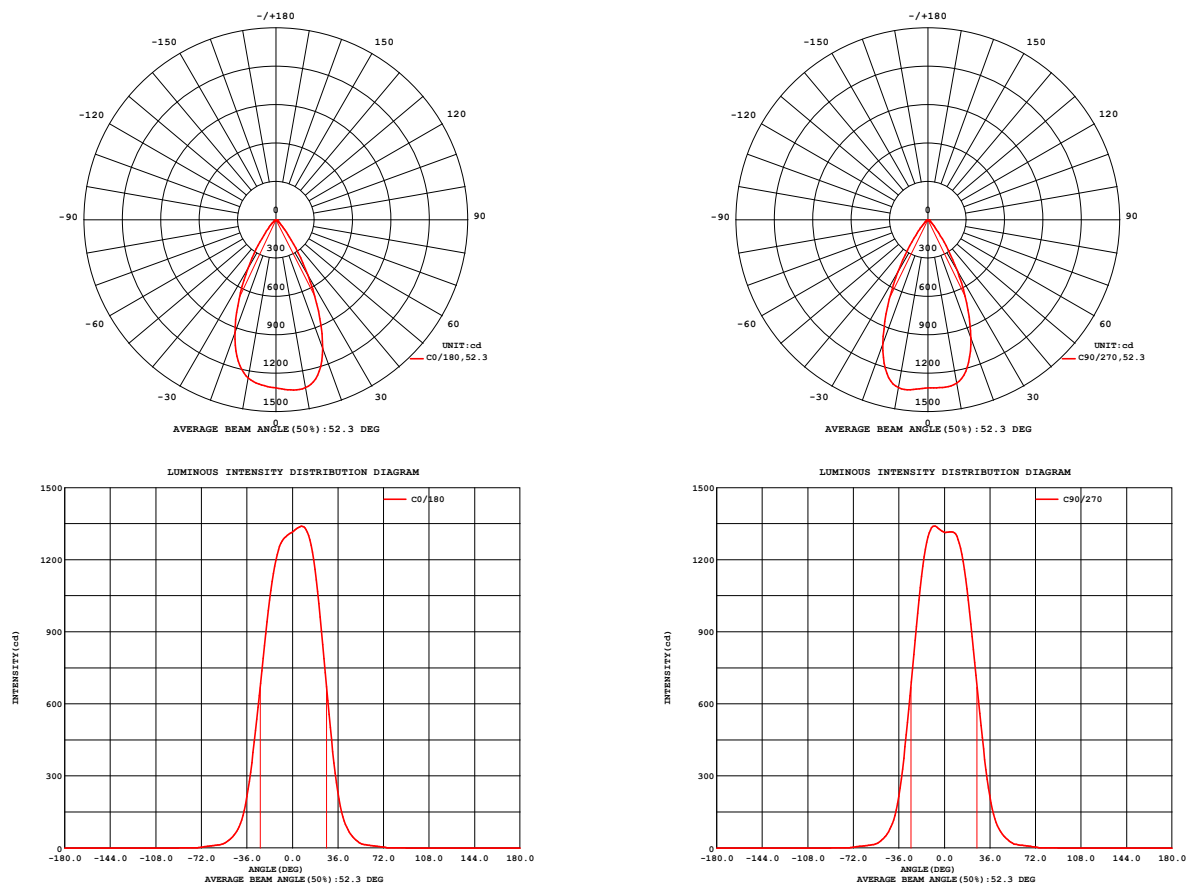 -/+180
-150
150
-120
120
-90
0
90
300
600
-60
900
60
UNIT:cd
C0/180,52.3
1200
-30
1500
30
0
AVERAGE BEAM ANGLE(50%):52.3 DEG
-/+180
-150
150
-120
120
-90
0
90
300
600
-60
900
60
UNIT:cd
C90/270,52.3
1200
-30
1500
30
0
AVERAGE BEAM ANGLE(50%):52.3 DEG
LUMINOUS INTENSITY DISTRIBUTION DIAGRAM
1500
C0/180
1200
900
INTENSITY(cd)
600
300
0
-180.0 -144.0 -108.0 -72.0 -36.0 0.0 36.0 72.0 108.0 144.0 180.0
ANGLE(DEG)
AVERAGE BEAM ANGLE(50%):52.3 DEG
LUMINOUS INTENSITY DISTRIBUTION DIAGRAM
1500
C90/270
1200
900
INTENSITY(cd)
600
300
0
-180.0 -144.0 -108.0 -72.0 -36.0 0.0 36.0 72.0 108.0 144.0 180.0
ANGLE(DEG)
AVERAGE BEAM ANGLE(50%):52.3 DEG